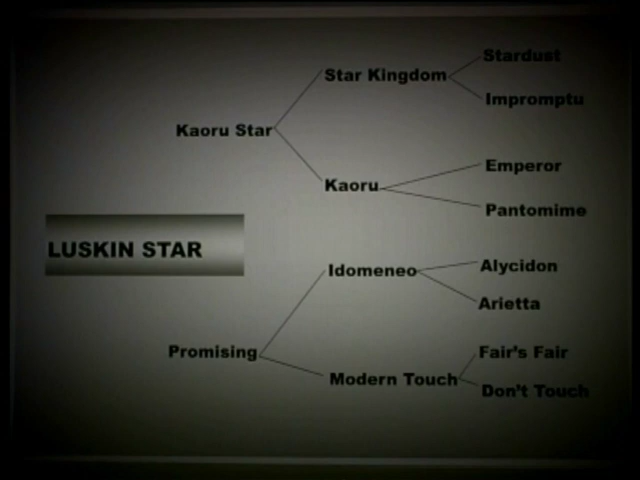 Stardust
Star Kingdom
Impromptu
Kaoru Star
Emperor
Kaoru
Pantomime
LUSKIN STAR
Alycidon
Idomeneo
Arietta
Promising
Fair's Fair
Modern Touch
Don't Touch